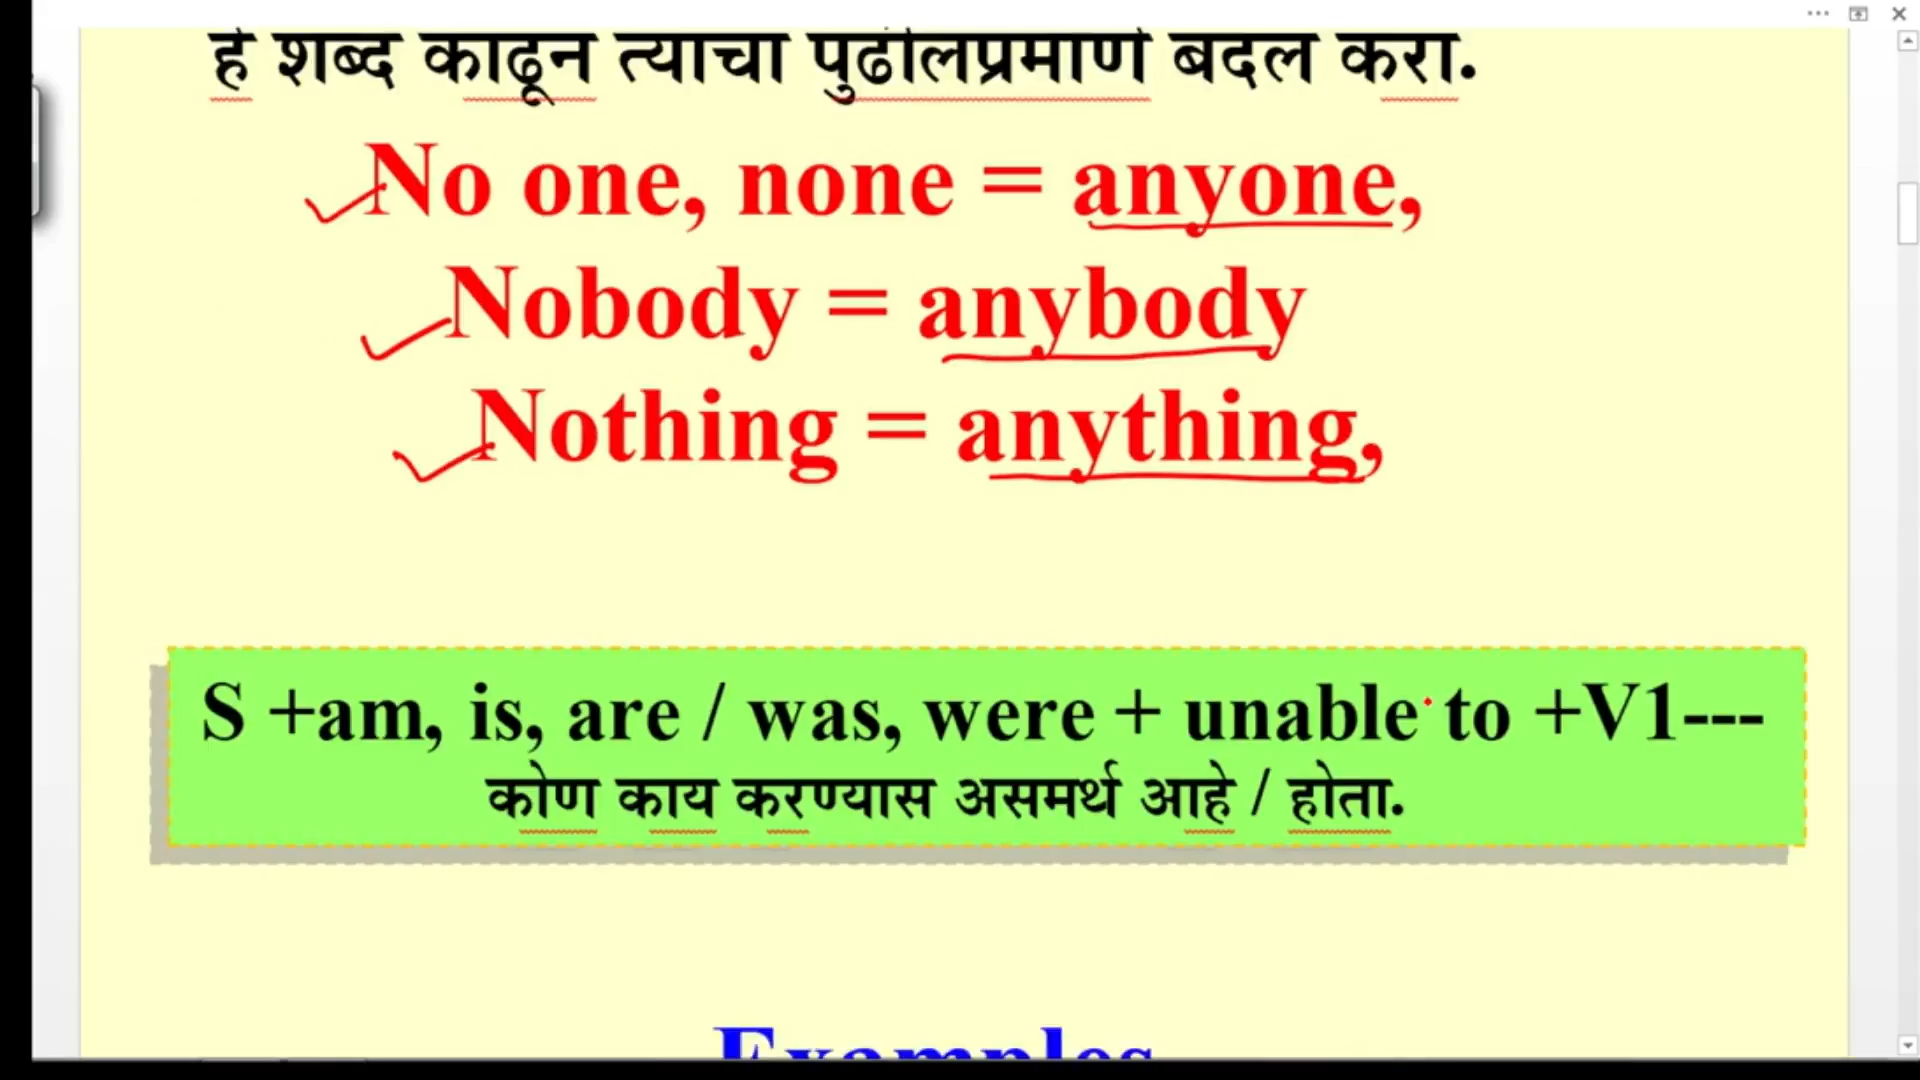 हे शब्द काढून त्याचा पुढीलप्रमाणे बदल करा.
No one, none = anyone,
Nobody = anybody
Nothing = anything,
S +am, is, are / was, were + unable to +V1---
कोण काय करण्यास असमर्थ आहे / होता.
Examples